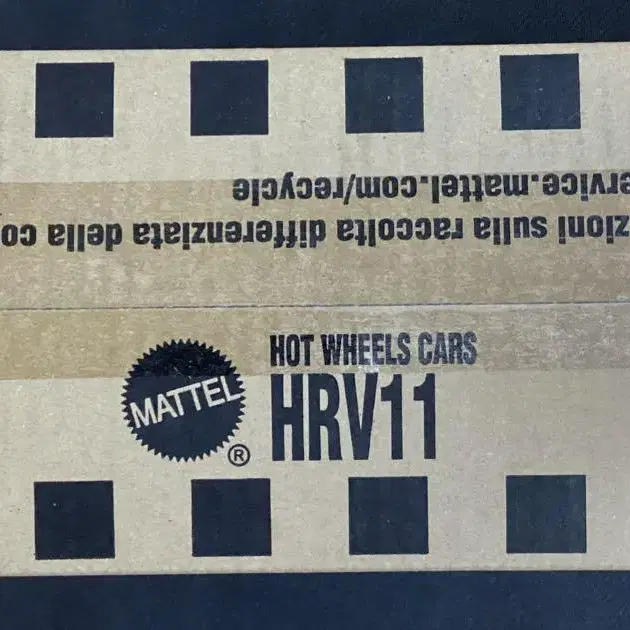 zioni sulla raccolta differenziata della co
ervice.mattel.com/recycle
HOT WHEELS CARS
MATTEL
®
HRV11